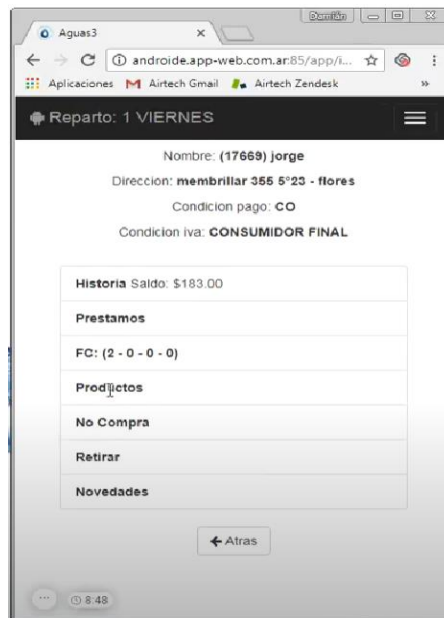 Damián
Aguas3
androide.app-web.com.ar:85/app/i...
Aplicaciones Airtech Gmail Airtech Zendesk
Reparto: 1 VIERNES
Nombre: (17669) jorge
Direccion: membrillar 355 5°23 - flores
Condicion pago: CO
Condicion iva: CONSUMIDOR FINAL
Historia Saldo: $183.00
Prestamos
FC: (2 - 0 - 0 - 0)
Productos
No Compra
Retirar
Novedades
Atras
8:48